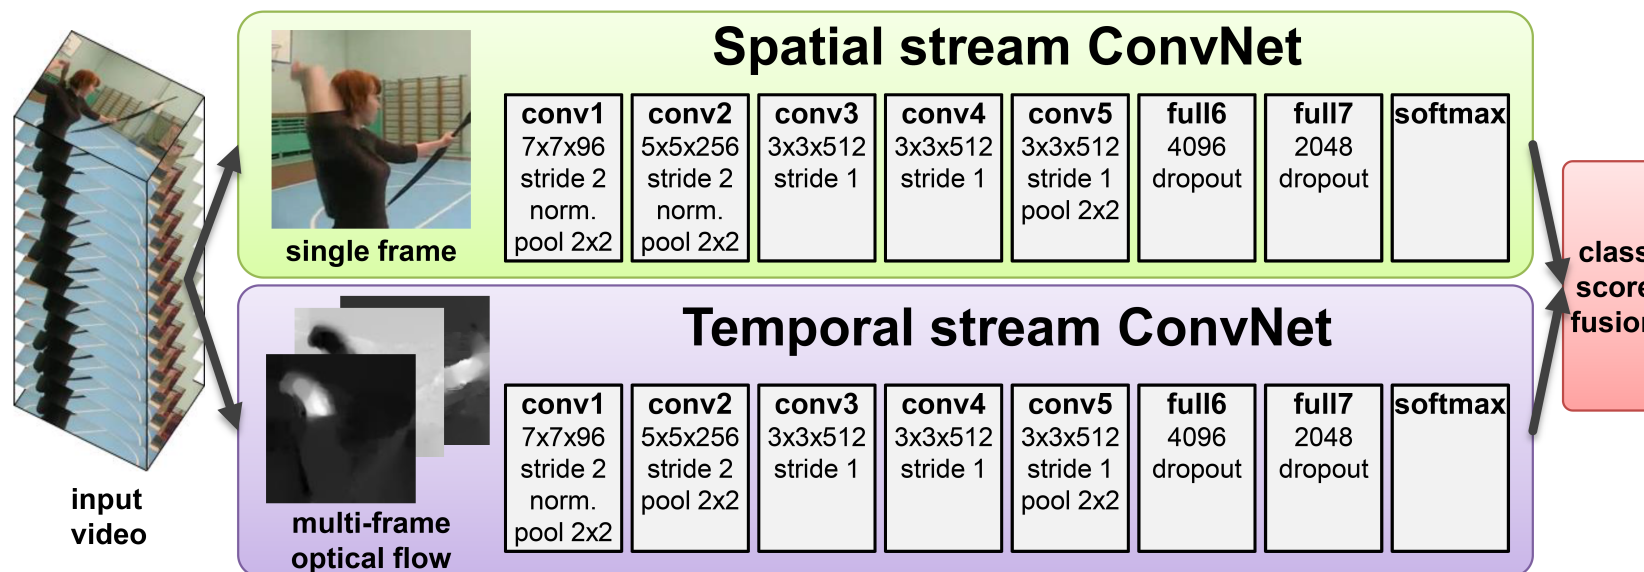 Spatial stream ConvNet
single frame
conv1
7x7x96
stride 2
norm.
pool 2x2
conv2
5x5x256
stride 2
norm.
pool 2x2
conv3
3x3x512
stride 1
conv4
3x3x512
stride 1
conv5
3x3x512
stride 1
pool 2x2
full6
4096
dropout
full7
2048
dropout
softmax
input
video
Temporal stream ConvNet
multi-frame
optical flow
conv1
7x7x96
stride 2
norm.
pool 2x2
conv2
5x5x256
stride 2
pool 2x2
conv3
3x3x512
stride 1
conv4
3x3x512
stride 1
conv5
3x3x512
stride 1
pool 2x2
full6
4096
dropout
full7
2048
dropout
softmax
class
score
fusion